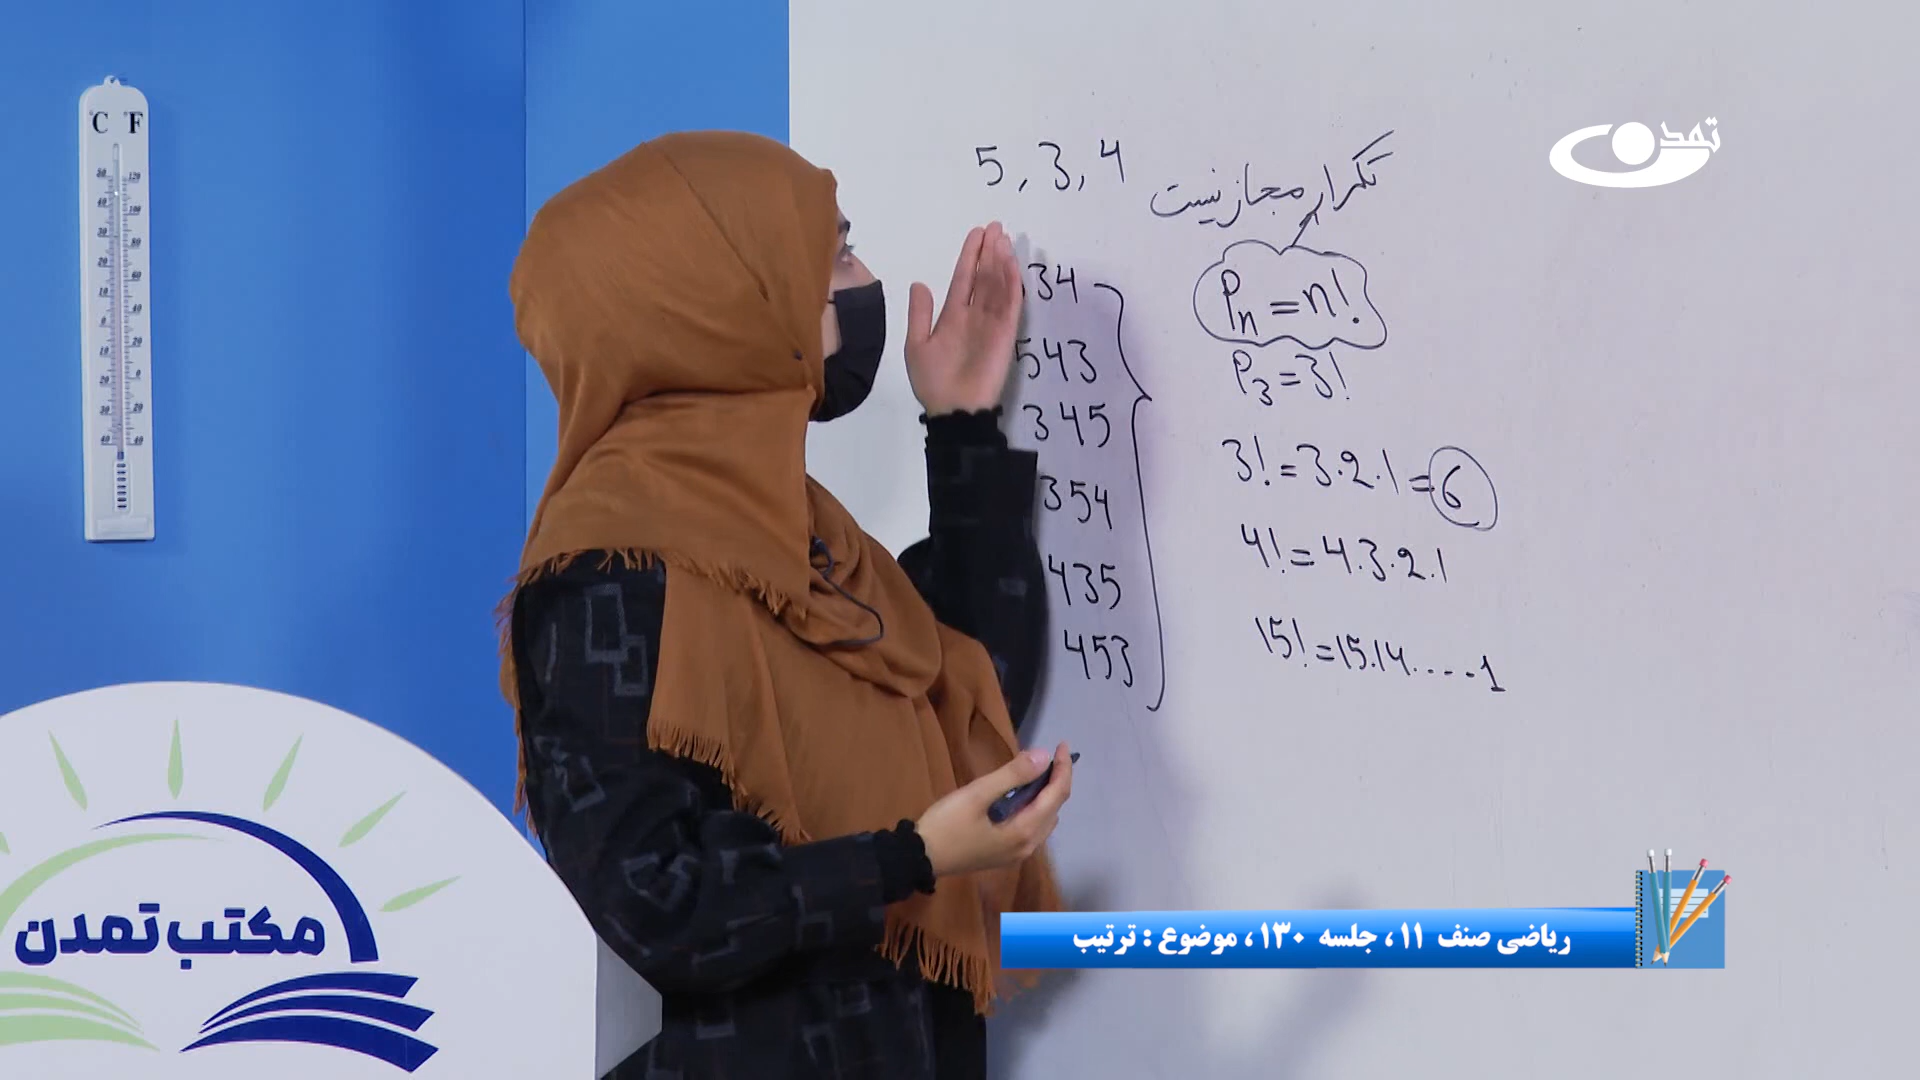 C F
تمدن
5, 3, 4
تکرار مجاز نیست
34
543
345
354
435
453
Pn = n!
P3 = 3!
3! = 3.2.1 = 6
4! = 4.3.2.1
15! = 15.14.....1
مکتب تمدن
ریاضی صنف ۱۱، جلسه ۱۳۰، موضوع : ترتیب